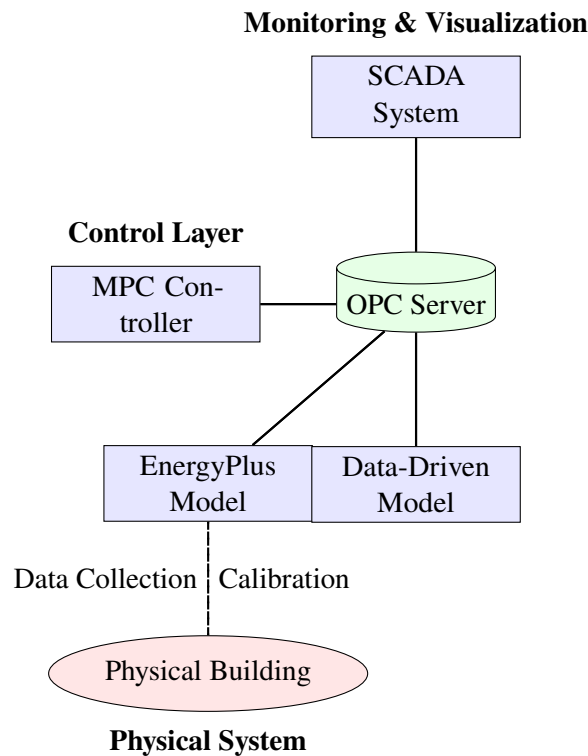 Monitoring & Visualization
SCADA
System
Control Layer
MPC Con-
troller
OPC Server
EnergyPlus
Model
Data-Driven
Model
Data Collection
Calibration
Physical Building
Physical System